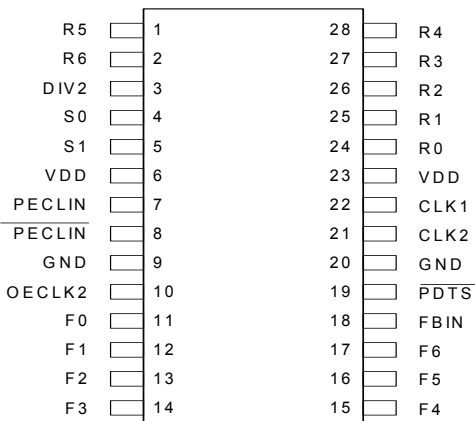 R5 1 28 R4
R6 2 27 R3
DIV2 3 26 R2
S0 4 25 R1
S1 5 24 R0
VDD 6 23 VDD
PECLIN 7 22 CLK1
PECLIN 8 21 CLK2
GND 9 20 GND
OECLK2 10 19 PDTS
F0 11 18 FBIN
F1 12 17 F6
F2 13 16 F5
F3 14 15 F4